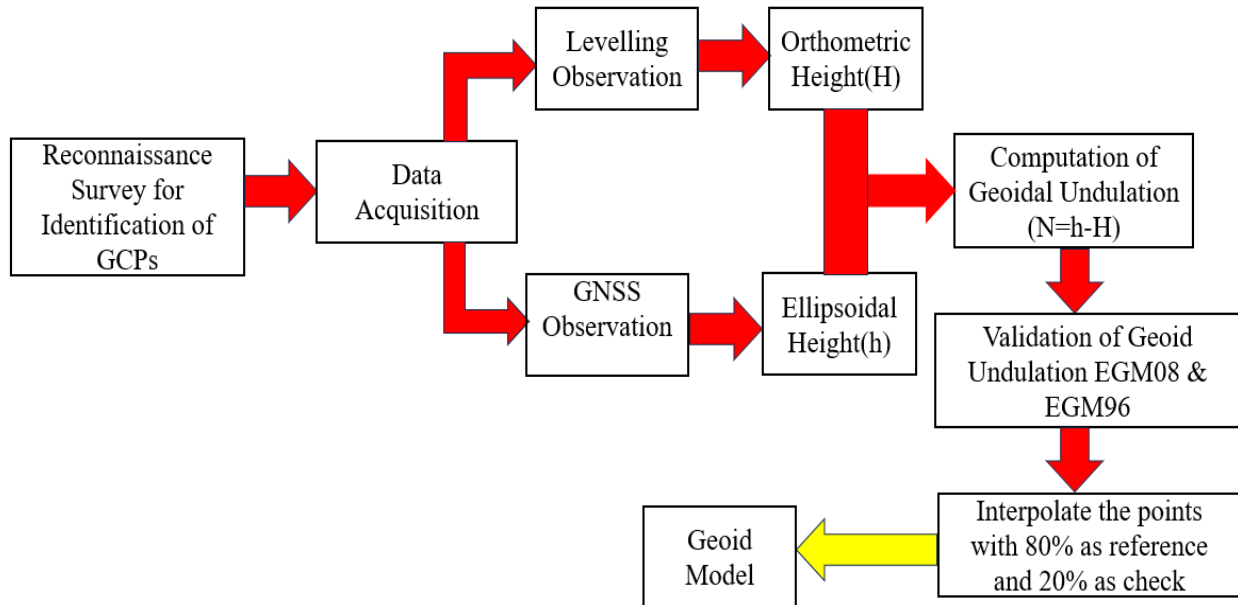 Reconnaissance
Survey for
Identification of
GCPs
Data
Acquisition
Levelling
Observation
Orthometric
Height(H)
GNSS
Observation
Ellipsoidal
Height(h)
Computation of
Geoidal Undulation
(N=h-H)
Validation of Geoid
Undulation EGM08 &
EGM96
Interpolate the points
with 80% as reference
and 20% as check
Geoid
Model